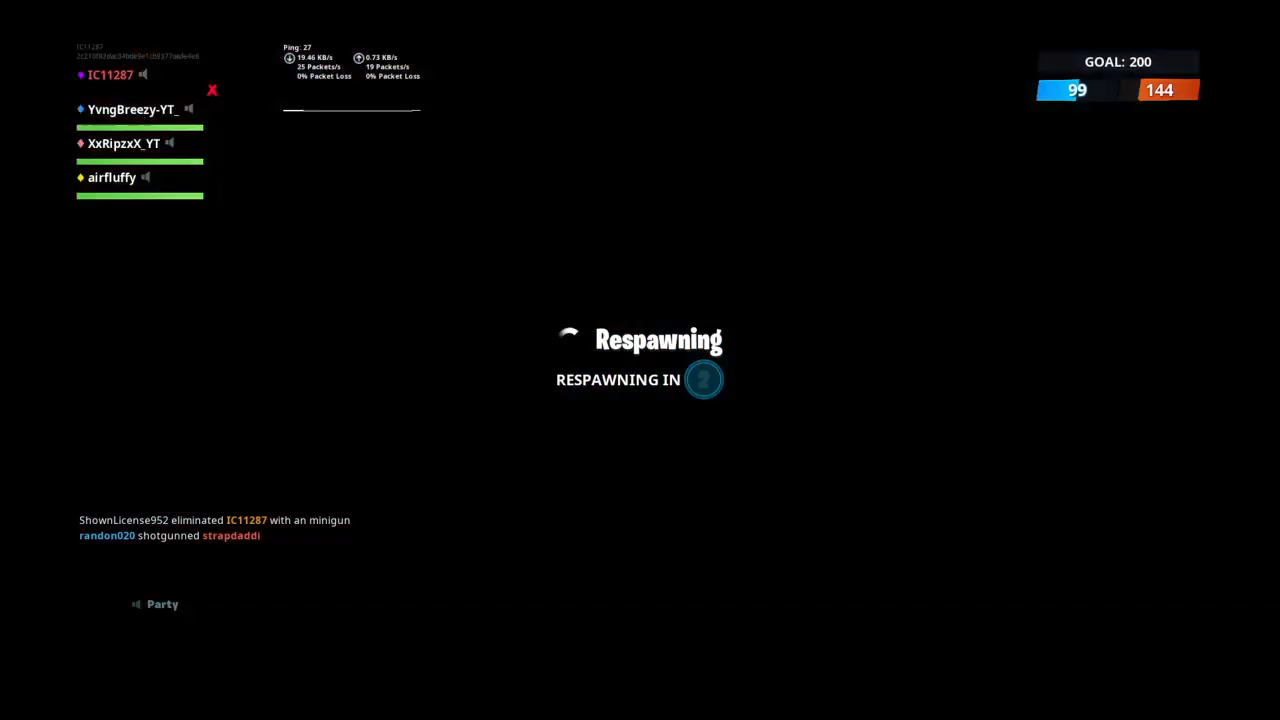 IC11287
IC11287
YvngBreezy-YT_
XxRipzxX_YT
airfluffy
Ping: 27
19.46 KB/s 0.73 KB/s
25 Packets/s 19 Packets/s
0% Packet Loss 0% Packet Loss
GOAL: 200
99 144
Respawning
RESPAWNING IN 2
ShownLicense952 eliminated IC11287 with an minigun
randon020 shotgunned strapdaddi
Party